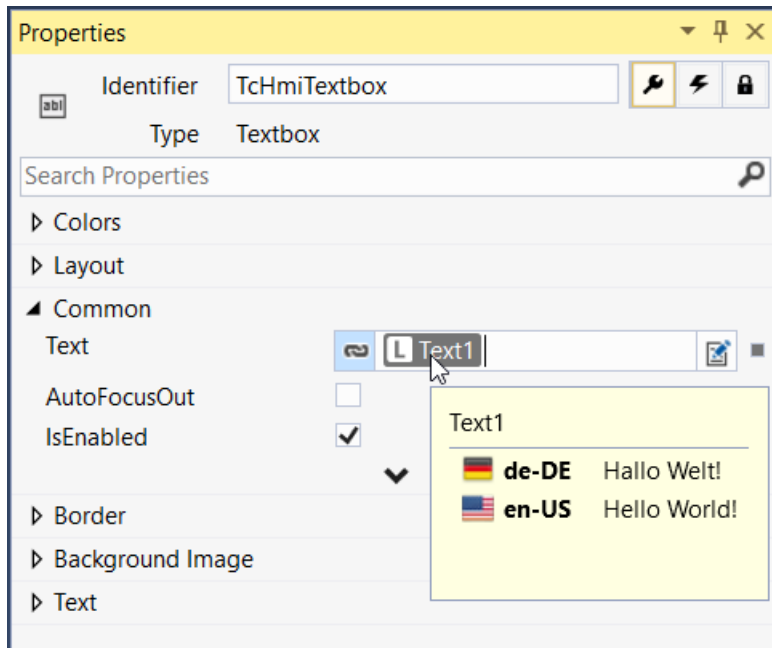 Properties
Identifier TcHmiTextbox
abl
Type Textbox
Search Properties
Colors
Layout
Common
Text L Text1
AutoFocusOut
IsEnabled
Text1
de-DE Hallo Welt!
en-US Hello World!
Border
Background Image
Text